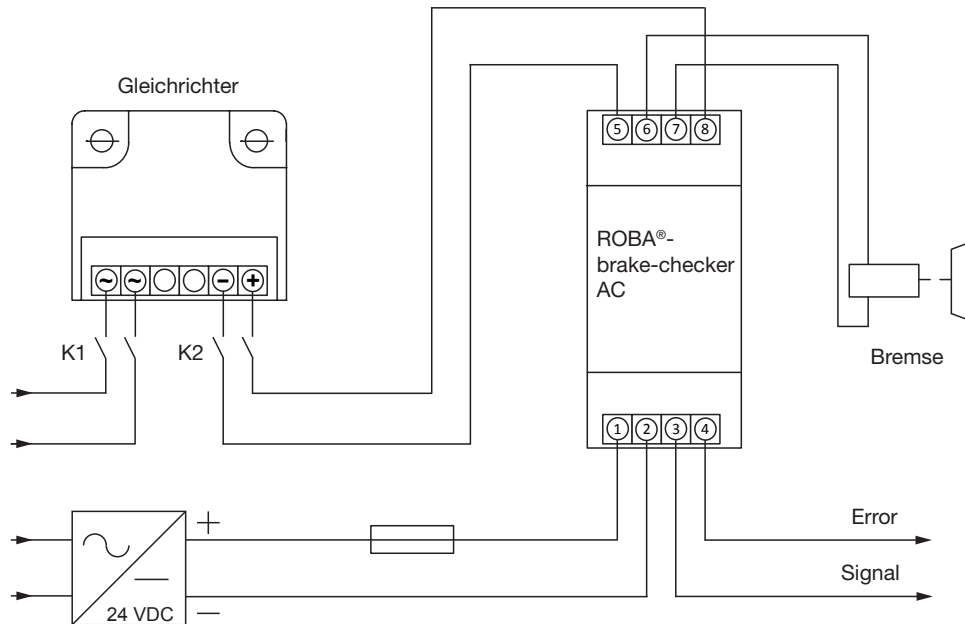 Gleichrichter
5 6 7 8
ROBA®-
brake-checker
AC
~ ~ − +
K1 K2
Bremse
1 2 3 4
+
Error
Signal
24 VDC −